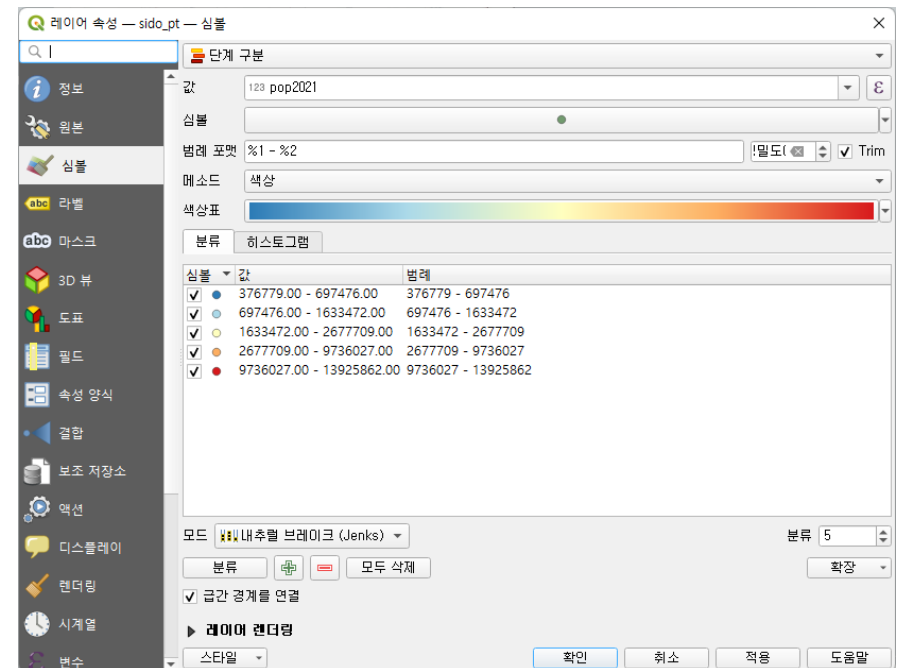 레이어 속성 — sido_pt — 심볼
단계 구분
정보
원본
심볼
abc 라벨
abc 마스크
3D 뷰
도표
필드
속성 양식
결합
보조 저장소
액션
디스플레이
렌더링
시계열
변수
값 123 pop2021 ε
심볼
범례 포맷 %1 - %2 !밀도( Trim
메소드 색상
색상표
분류 히스토그램
심볼 값 범례
376779.00 - 697476.00 376779 - 697476
697476.00 - 1633472.00 697476 - 1633472
1633472.00 - 2677709.00 1633472 - 2677709
2677709.00 - 9736027.00 2677709 - 9736027
9736027.00 - 13925862.00 9736027 - 13925862
모드 내추럴 브레이크 (Jenks) 분류 5
분류 모두 삭제 확장
급간 경계를 연결
레이어 렌더링
스타일 확인 취소 적용 도움말